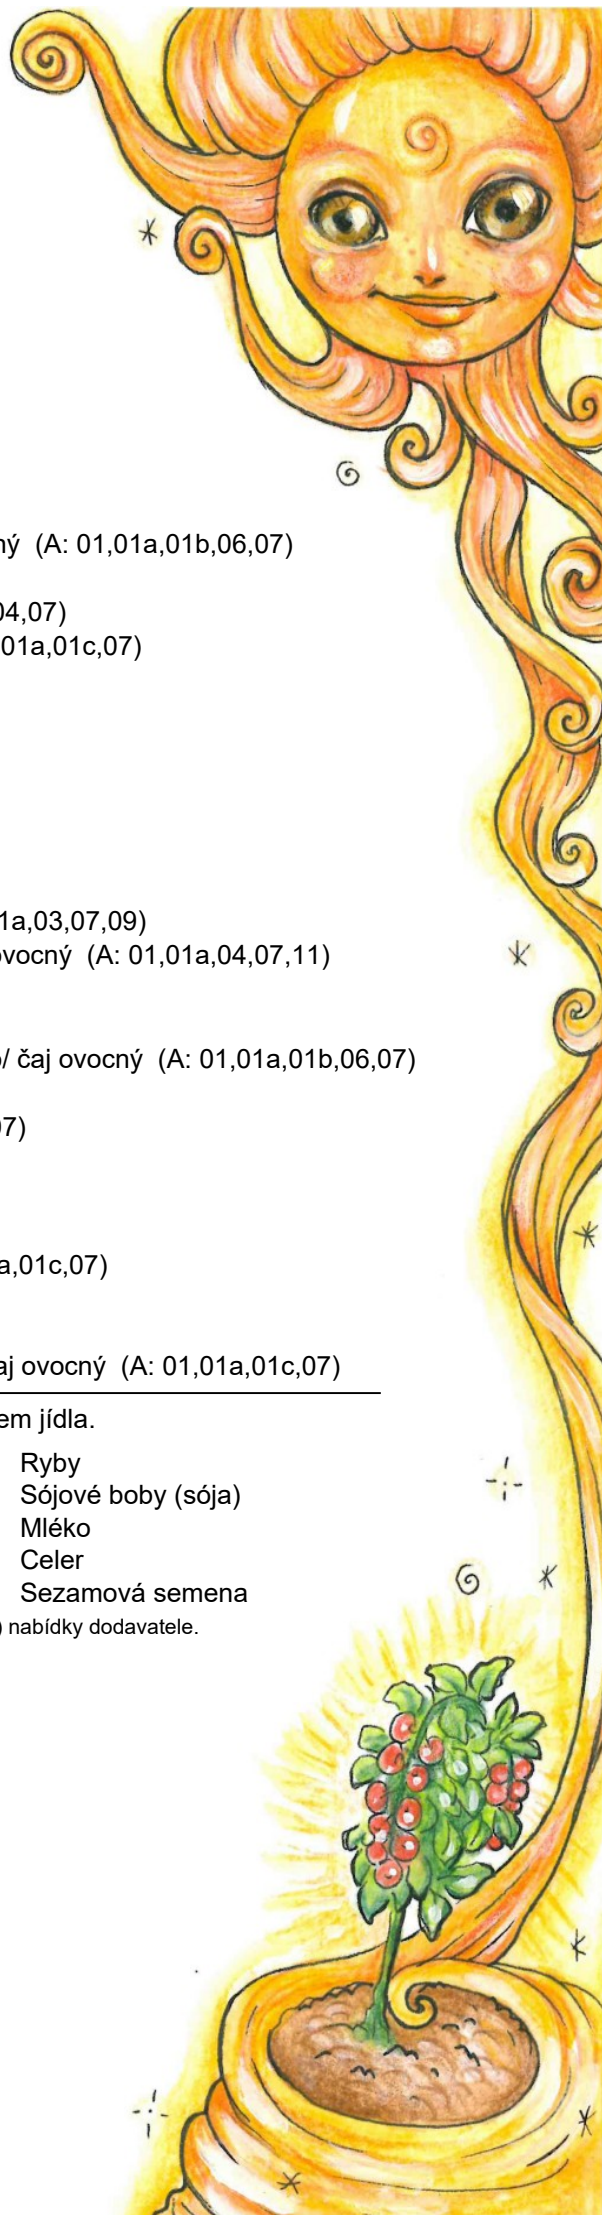 ný (A: 01,01a,01b,06,07)
04,07)
01a,01c,07)
1a,03,07,09)
ovocný (A: 01,01a,04,07,11)
o/ čaj ovocný (A: 01,01a,01b,06,07)
07)
a,01c,07)
aj ovocný (A: 01,01a,01c,07)
em jídla.
Ryby
Sójové boby (sója)
Mléko
Celer
Sezamová semena
) nabídky dodavatele.